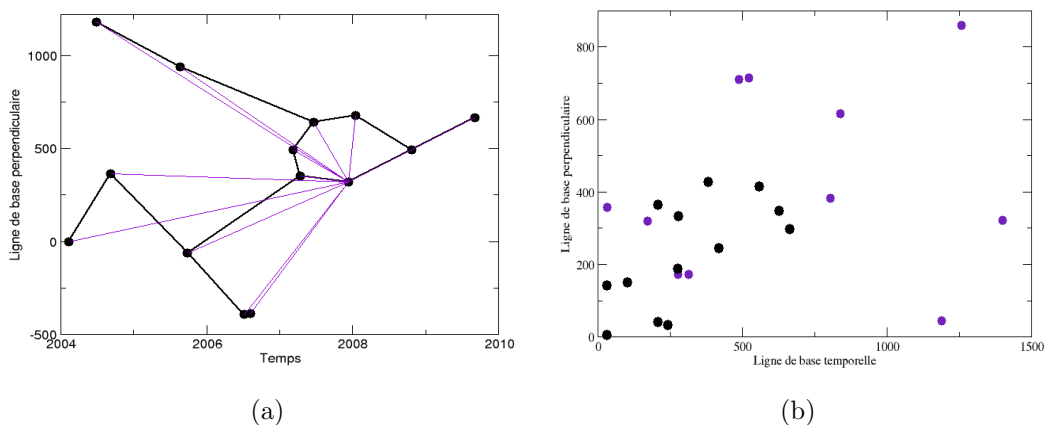 Ligne de base perpendiculaire
1000
500
0
-500
2004
2006
2008
2010
Temps
(a)
Ligne de base perpendiculaire
800
600
400
200
0
0
500
1000
1500
Ligne de base temporelle
(b)